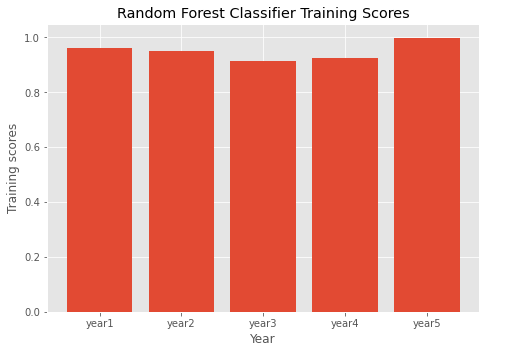 Random Forest Classifier Training Scores
Training scores
1.0
0.8
0.6
0.4
0.2
0.0
year1 year2 year3 year4 year5
Year